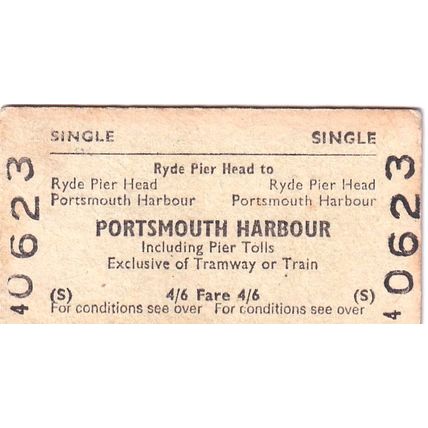 SINGLE SINGLE
Ryde Pier Head to
Ryde Pier Head Ryde Pier Head
Portsmouth Harbour Portsmouth Harbour
PORTSMOUTH HARBOUR
Including Pier Tolls
Exclusive of Tramway or Train
(S) 4/6 Fare 4/6 (S)
For conditions see over For conditions see over
40623
40623